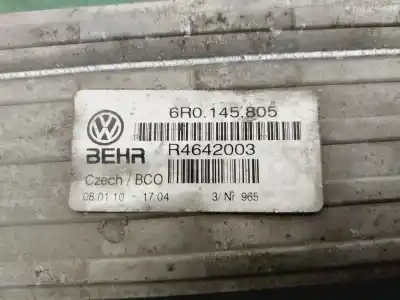 6R0.145.805
BEHR R4642003
Czech / BCO
08.01.10 - 17:04 3/ Nr 965